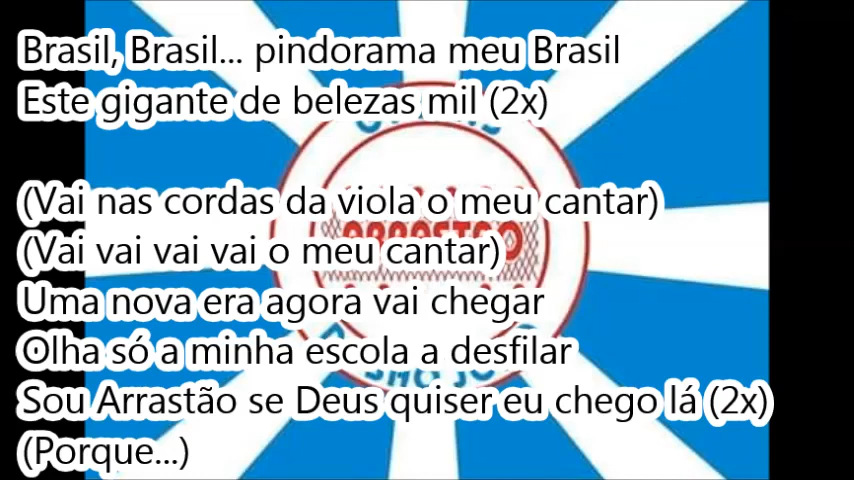 Brasil, Brasil... pindorama meu Brasil
Este gigante de belezas mil (2x)
(Vai nas cordas da viola o meu cantar)
(Vai vai vai vai o meu cantar)
Uma nova era agora vai chegar
Olha só a minha escola a desfilar
Sou Arrastão se Deus quiser eu chego lá (2x)
(Porque...)